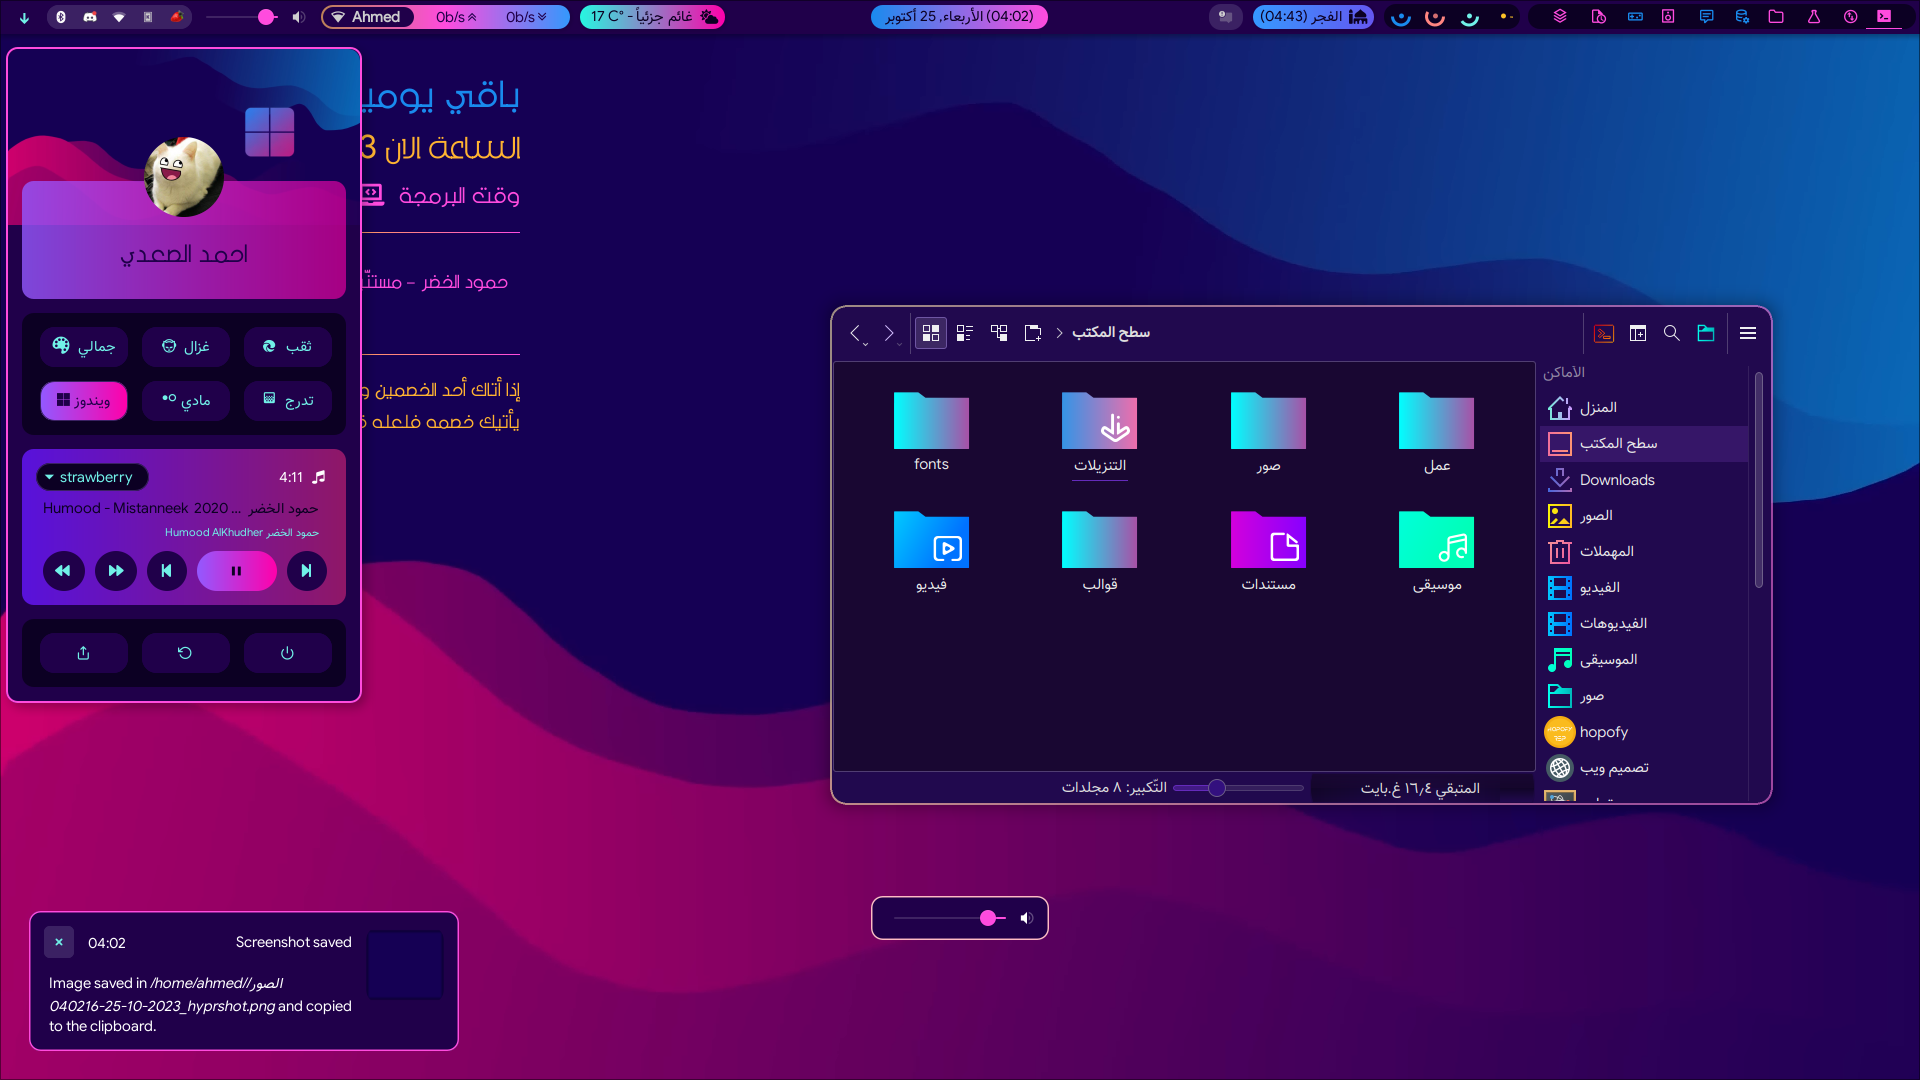 Ahmed
0b/s
0b/s
17 C° - غائم جزئياً
(04:02) الأربعاء, 25 أكتوبر
الفجر (04:43)
باقي يومي
الساعة الان 3
وقت البرمجة
حمود الخضر - مستن
إذا أتاك أحد الخصمين و
يأتيك خصمه فلعله
احمد الصعدي
جمالي
غزال
ثقب
ويندوز
مادي
تدرج
strawberry
4:11
Humood - Mistanneek 2020 ... حمود الخضر
Humood AlKhudher حمود الخضر
سطح المكتب
fonts
التنزيلات
صور
عمل
فيديو
قوالب
مستندات
موسيقى
الأماكن
المنزل
سطح المكتب
Downloads
الصور
المهملات
الفيديو
الفيديوهات
الموسيقى
صور
hopofy
تصميم ويب
التّكبير: ٨ مجلدات
المتبقي ١٦٫٤ غ.بايت
04:02
Screenshot saved
Image saved in /home/ahmed//الصور
040216-25-10-2023_hyprshot.png and copied
to the clipboard.